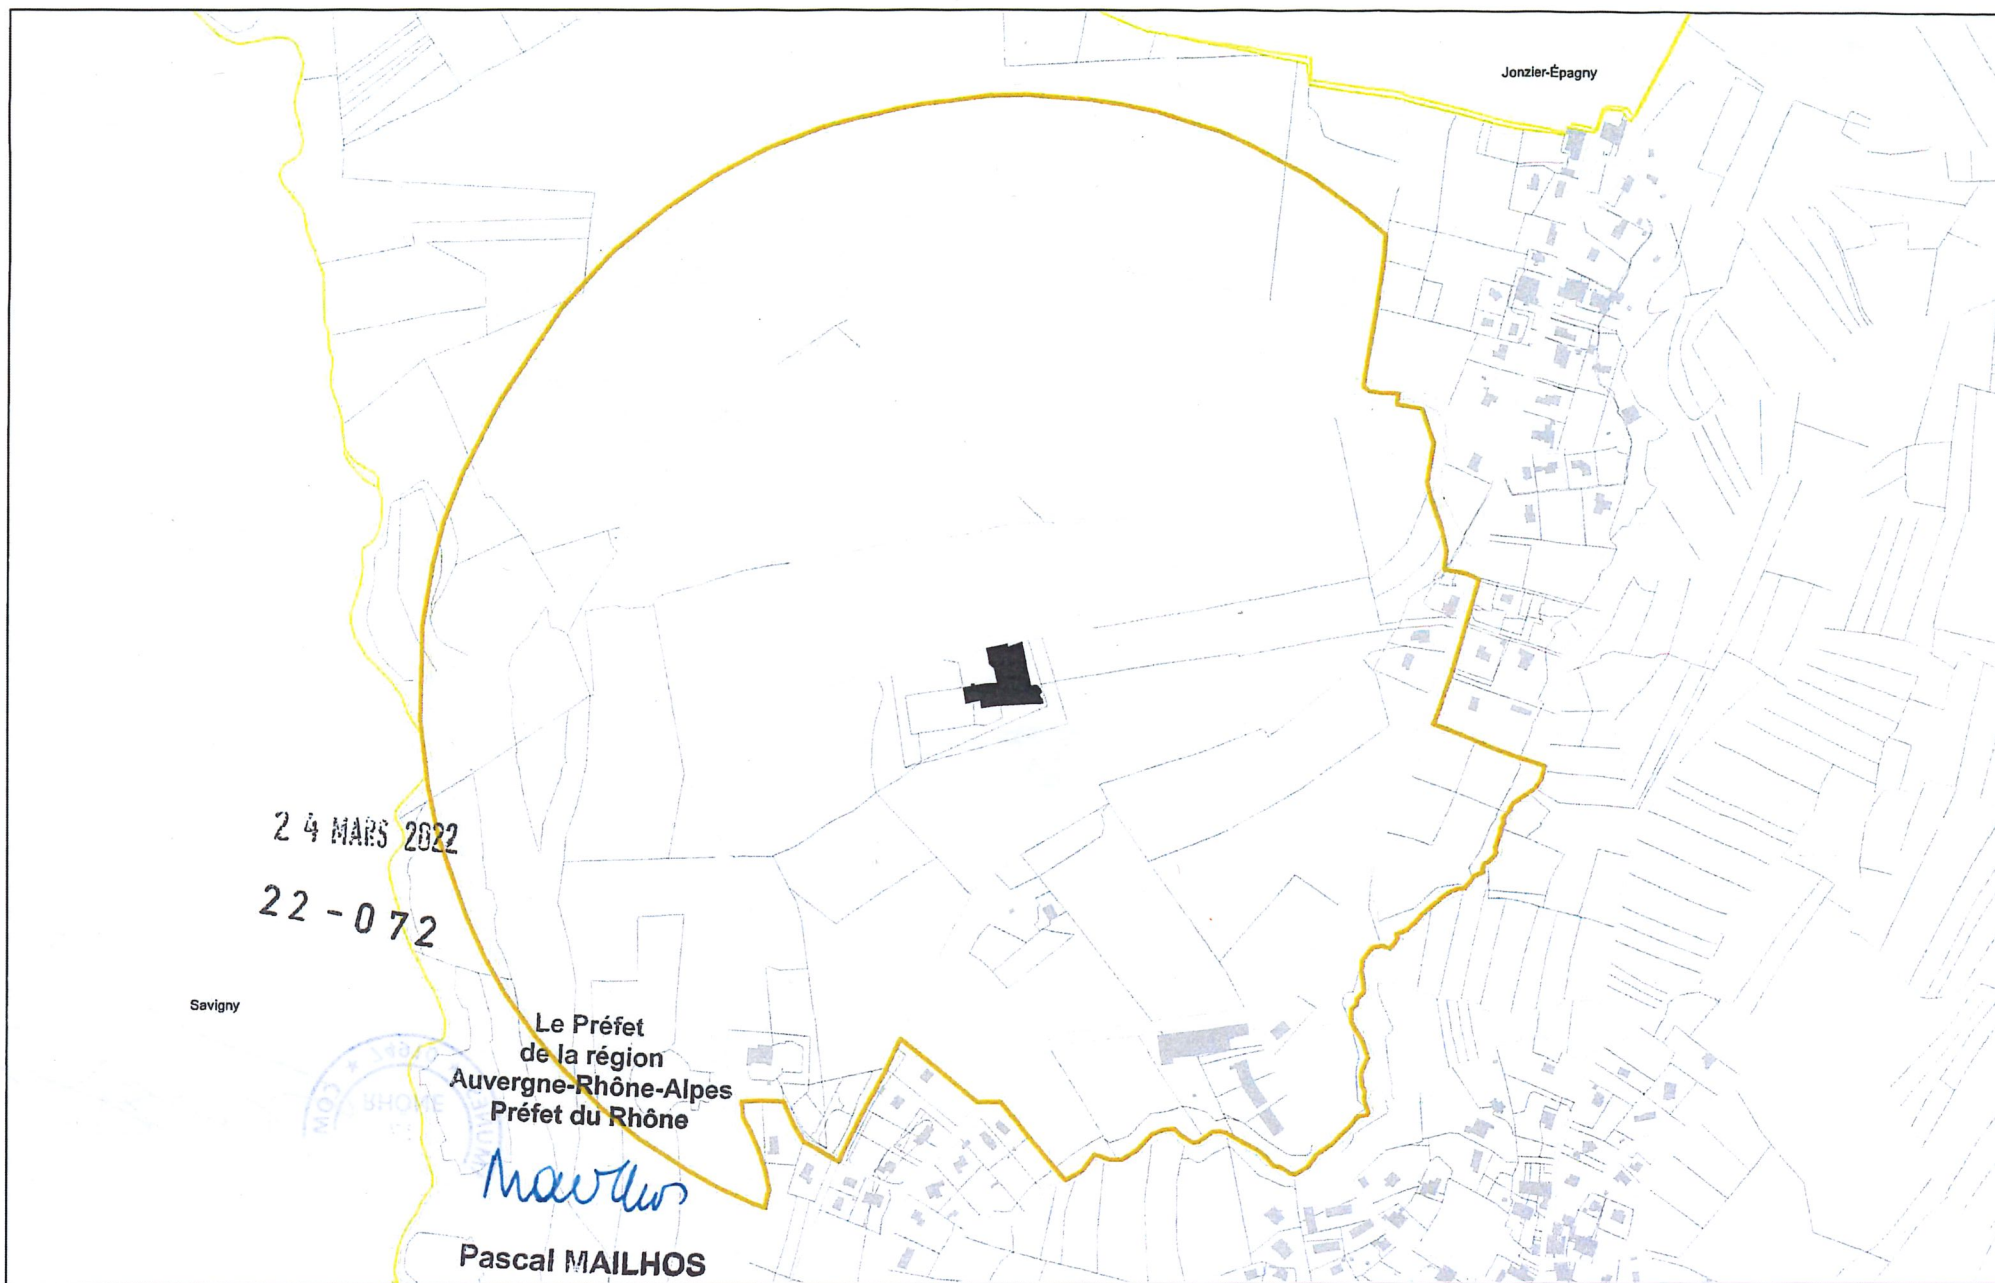 Jonzier-Épagny
24 MARS 2022
22-072
Savigny
Le Préfet
de la région
Auvergne-Rhône-Alpes
Préfet du Rhône
Pascal MAILHOS
RHÔNE